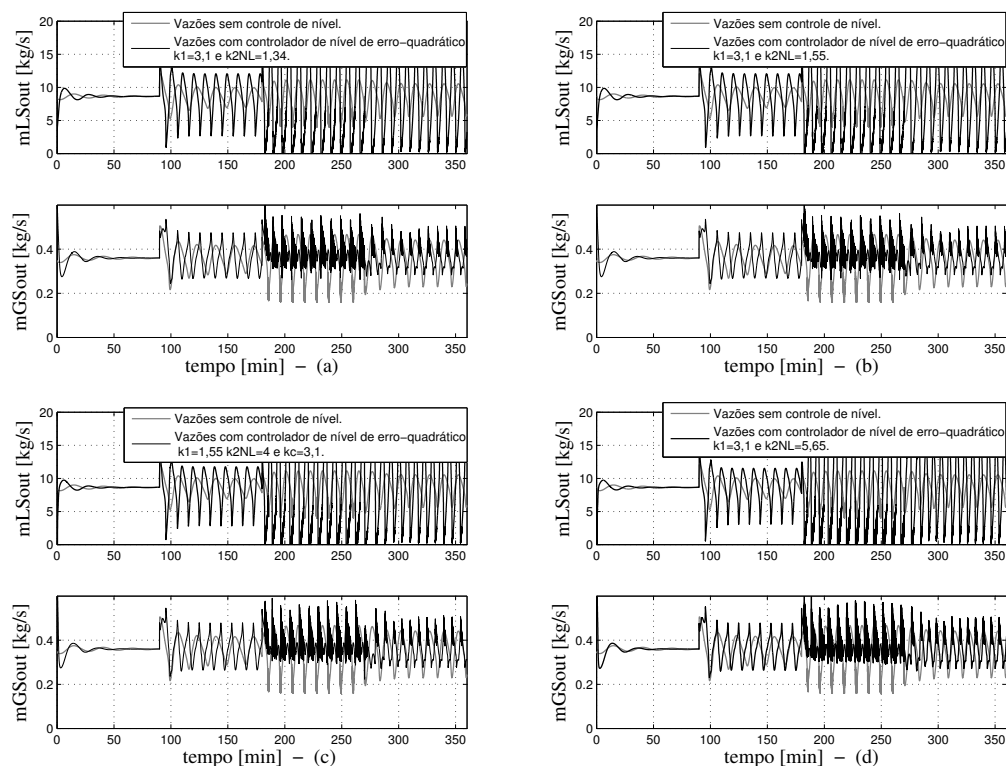 20
15
10
5
0
mLSout [kg/s]
Vazões sem controle de nível.
Vazões com controlador de nível de erro-quadrático
k1=3,1 e k2NL=1,34.
0 50 100 150 200 250 300 350
0.4
0.2
0
mGSout [kg/s]
0 50 100 150 200 250 300 350
tempo [min] − (a)
20
15
10
5
0
mLSout [kg/s]
Vazões sem controle de nível.
Vazões com controlador de nível de erro-quadrático
k1=3,1 e k2NL=1,55.
0 50 100 150 200 250 300 350
0.4
0.2
0
mGSout [kg/s]
0 50 100 150 200 250 300 350
tempo [min] − (b)
20
15
10
5
0
mLSout [kg/s]
Vazões sem controle de nível.
Vazões com controlador de nível de erro-quadrático
k1=1,55 k2NL=4 e kc=3,1.
0 50 100 150 200 250 300 350
0.4
0.2
0
mGSout [kg/s]
0 50 100 150 200 250 300 350
tempo [min] − (c)
20
15
10
5
0
mLSout [kg/s]
Vazões sem controle de nível.
Vazões com controlador de nível de erro-quadrático
k1=3,1 e k2NL=5,65.
0 50 100 150 200 250 300 350
0.4
0.2
0
mGSout [kg/s]
0 50 100 150 200 250 300 350
tempo [min] − (d)